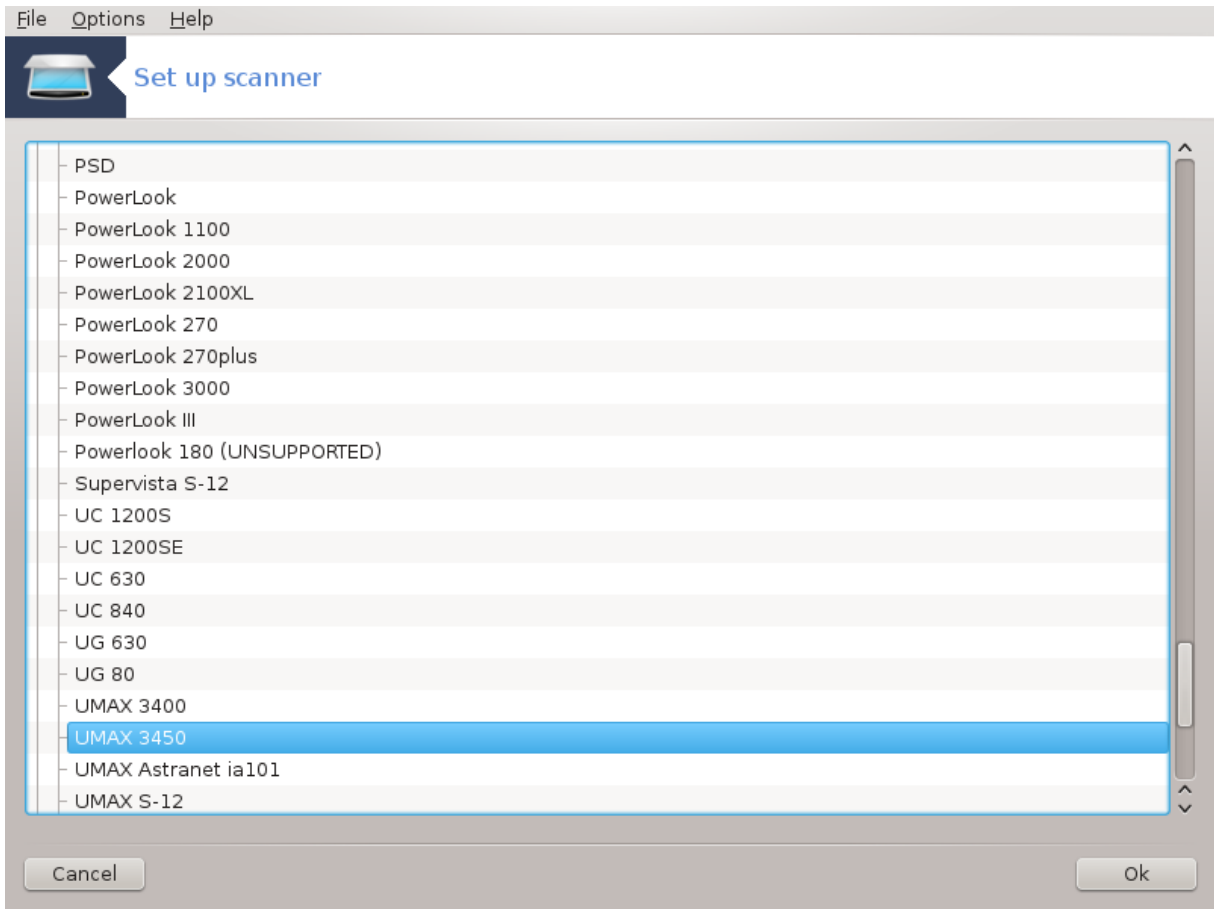 File Options Help
Set up scanner
PSD
PowerLook
PowerLook 1100
PowerLook 2000
PowerLook 2100XL
PowerLook 270
PowerLook 270plus
PowerLook 3000
PowerLook III
Powerlook 180 (UNSUPPORTED)
Supervista S-12
UC 1200S
UC 1200SE
UC 630
UC 840
UG 630
UG 80
UMAX 3400
UMAX 3450
UMAX Astranet ia101
UMAX S-12
Cancel Ok